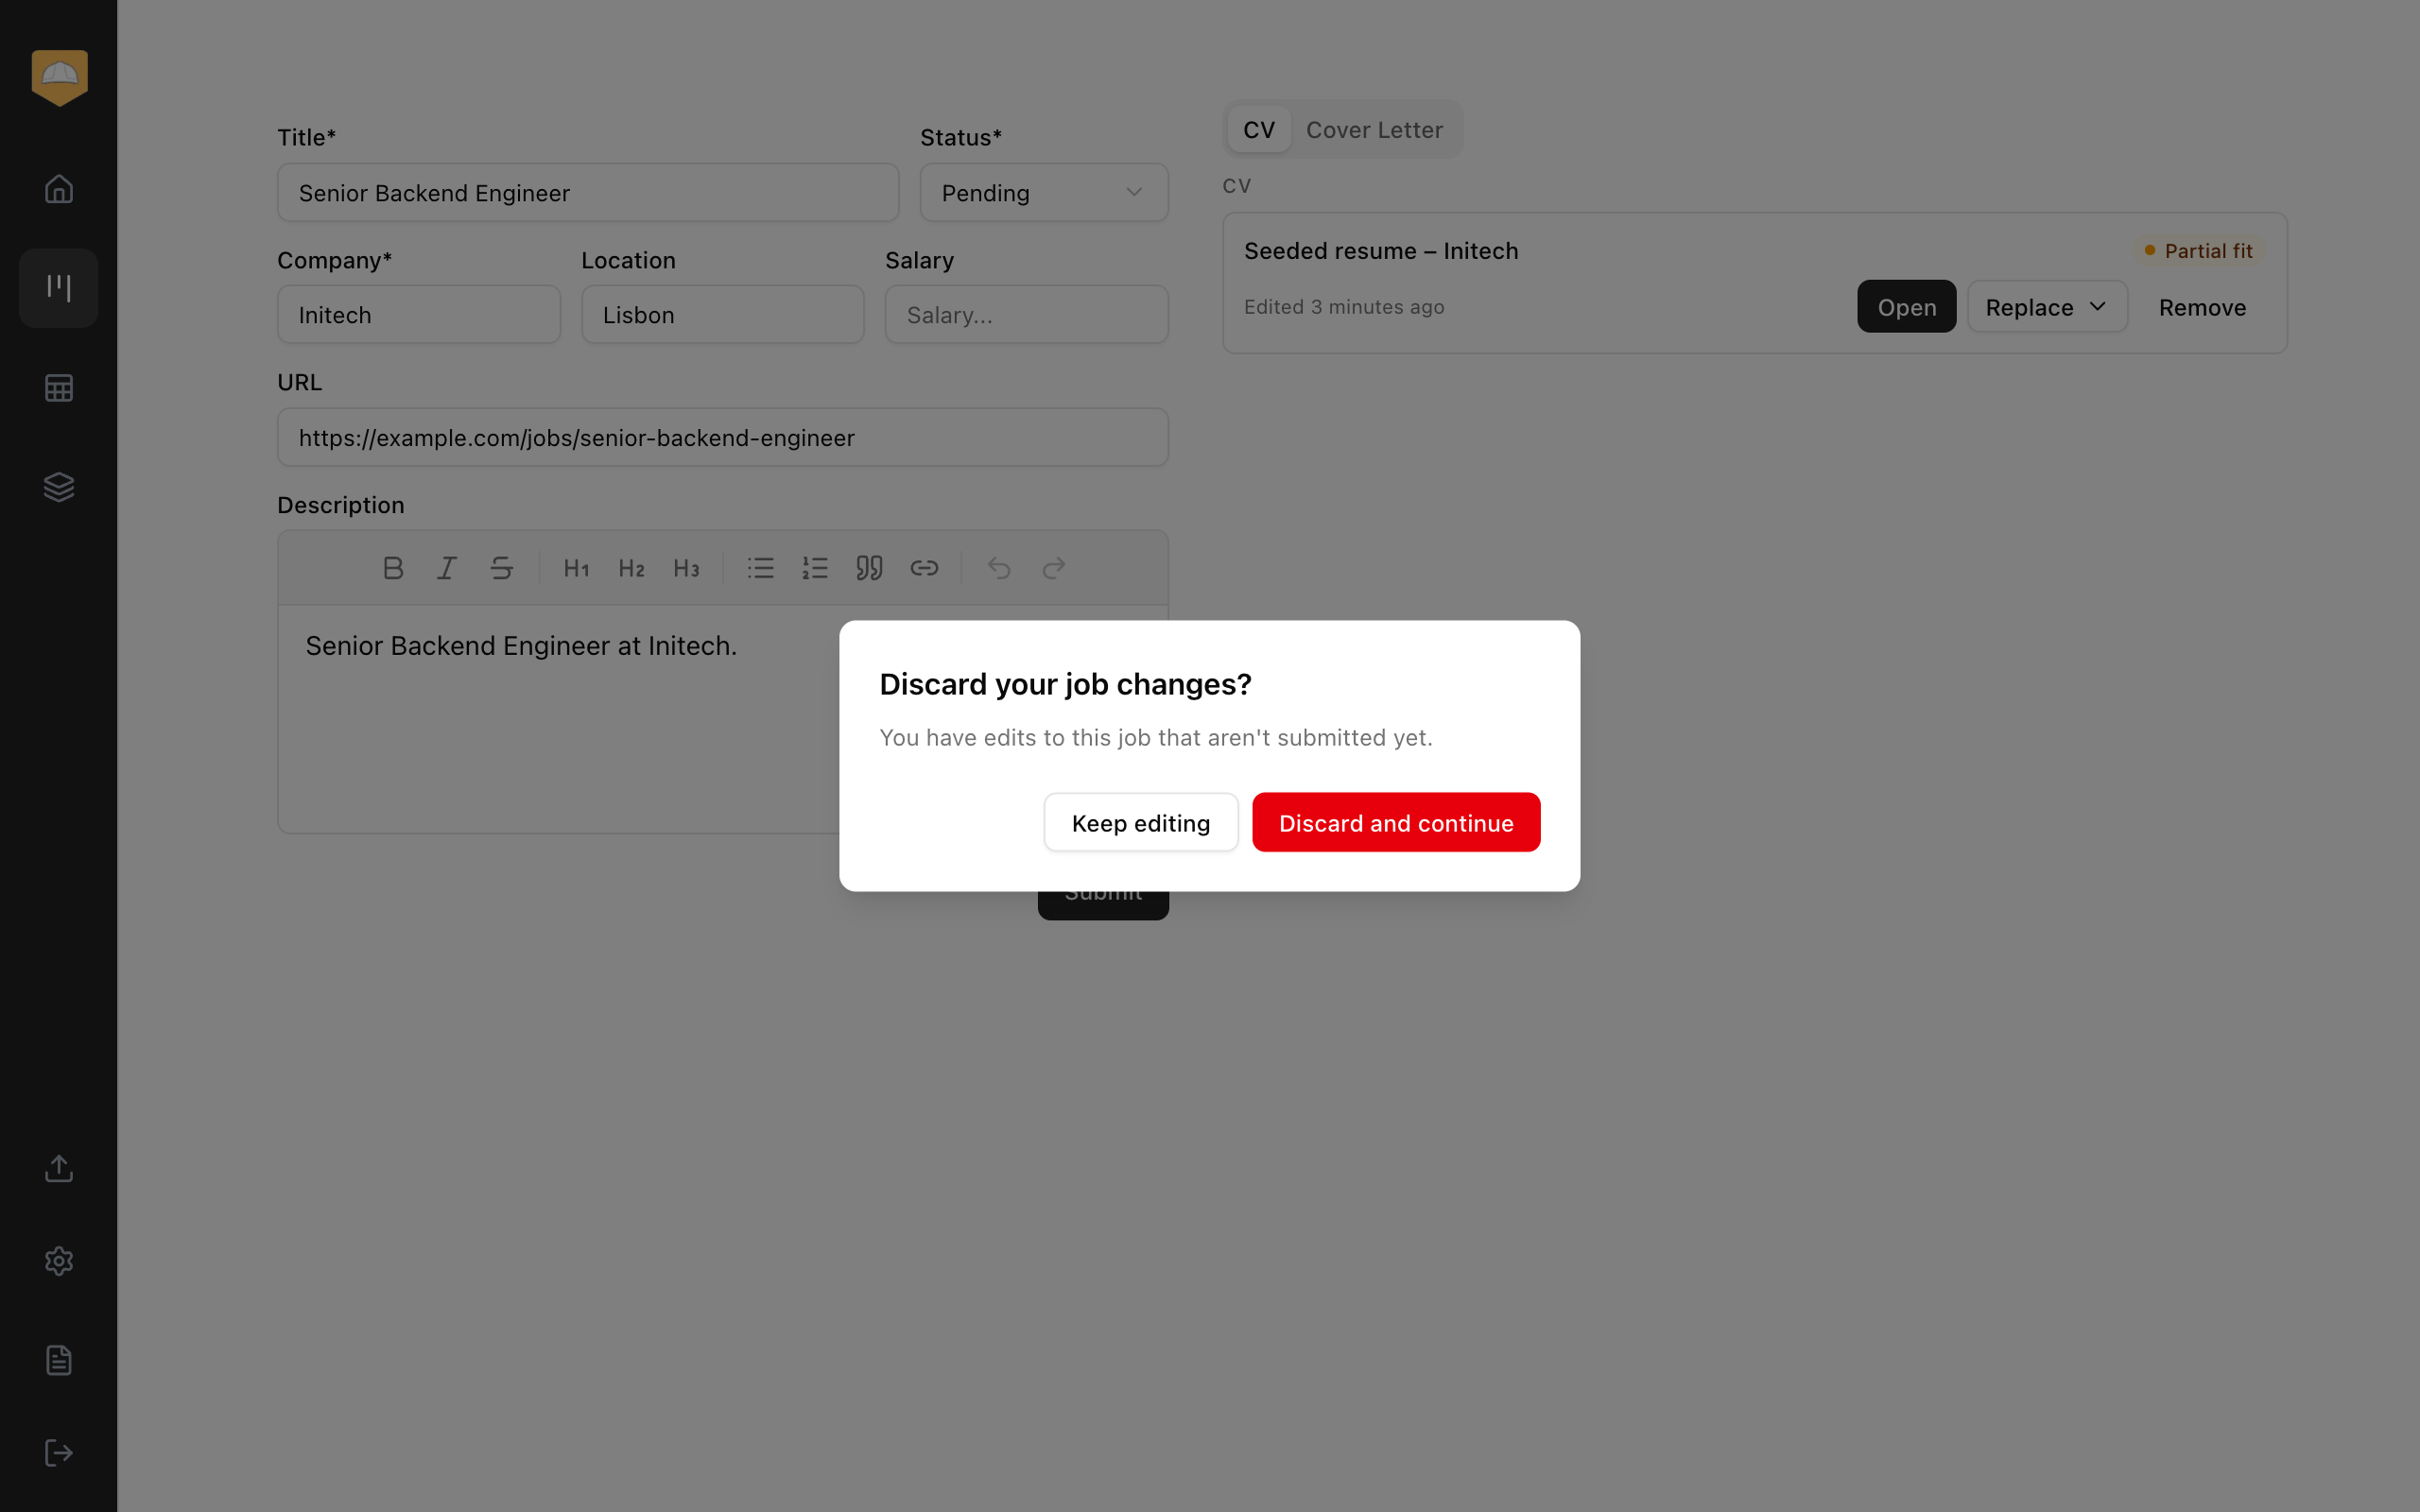 Title*
Status*
Senior Backend Engineer
Pending
Company*
Location
Salary
Initech
Lisbon
Salary...
URL
https://example.com/jobs/senior-backend-engineer
Description
H1 H2 H3
Senior Backend Engineer at Initech.
Submit
CV Cover Letter
CV
Seeded resume – Initech
Partial fit
Edited 3 minutes ago
Open
Replace
Remove
Discard your job changes?
You have edits to this job that aren't submitted yet.
Keep editing
Discard and continue